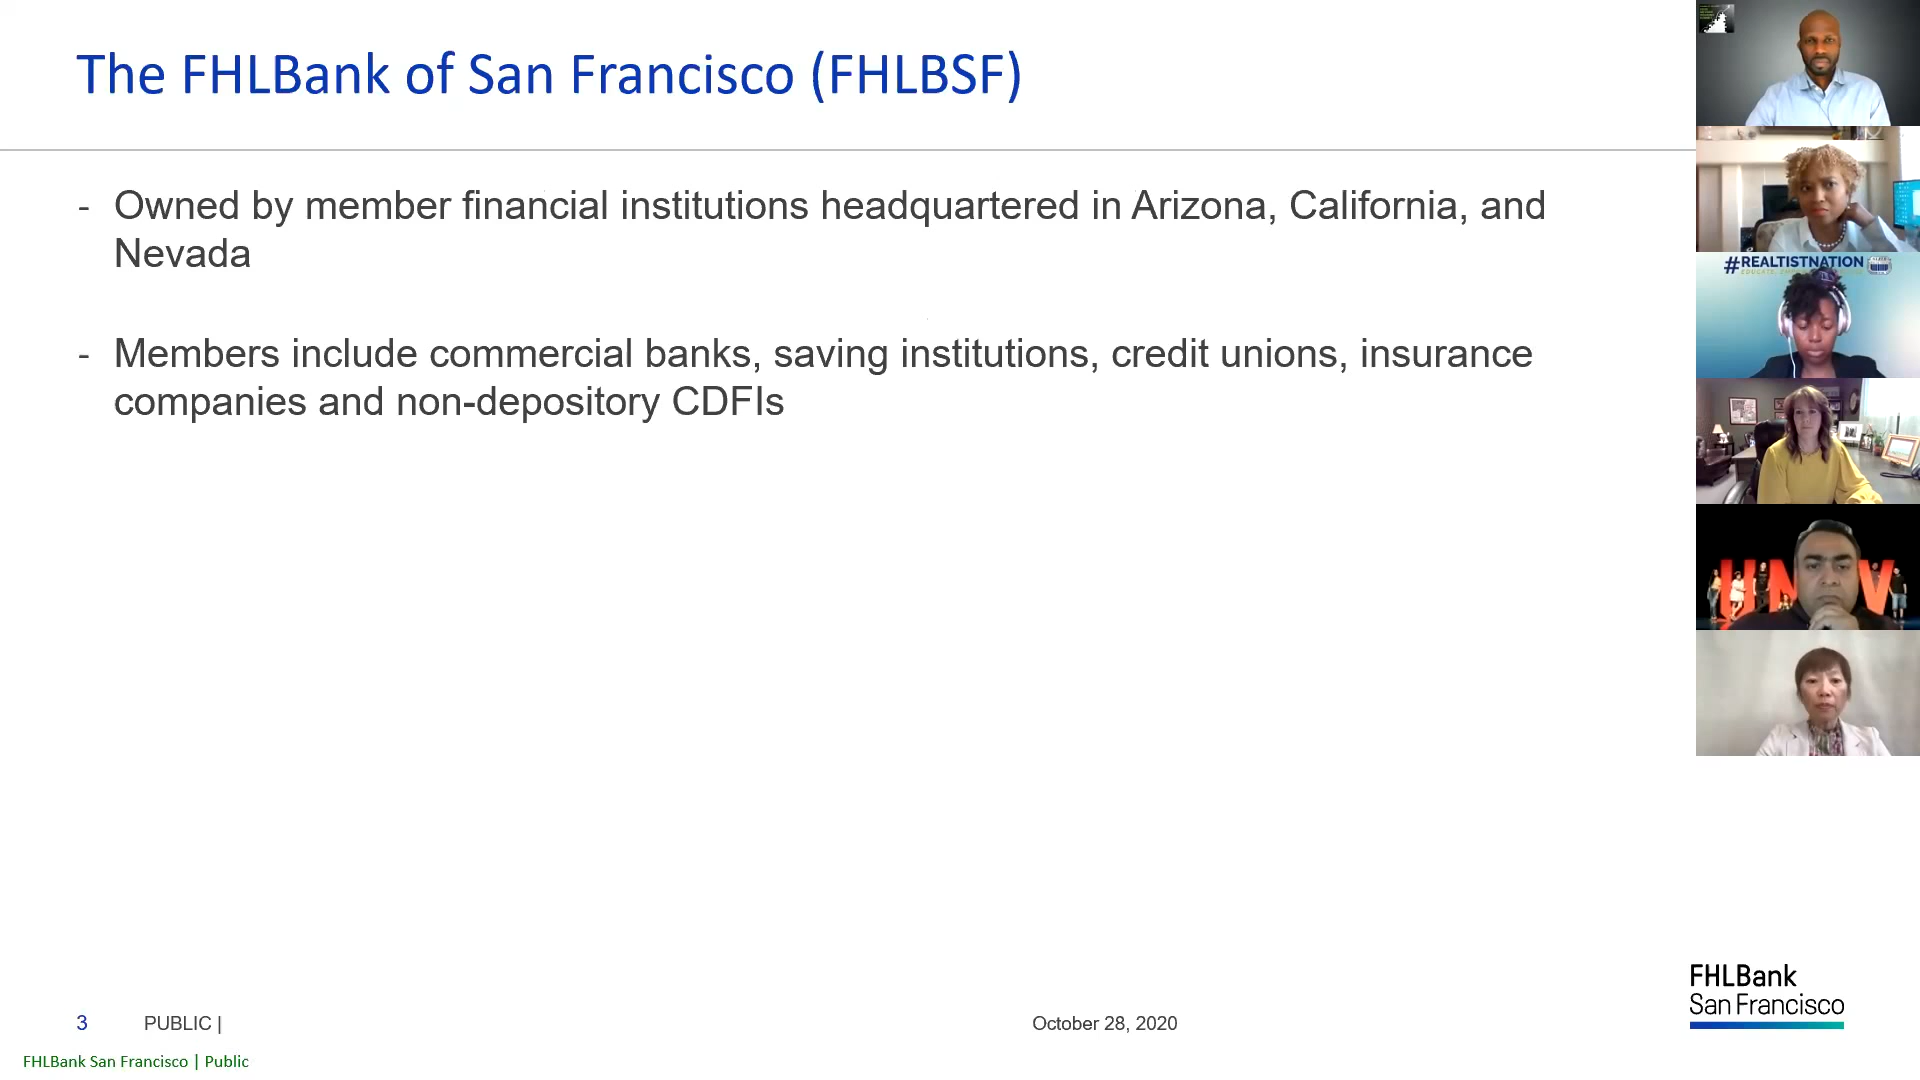 The FHLBank of San Francisco (FHLBSF)
- Owned by member financial institutions headquartered in Arizona, California, and
Nevada
- Members include commercial banks, saving institutions, credit unions, insurance
companies and non-depository CDFIs
#REALTISTNATION
3 PUBLIC | October 28, 2020
FHLBank
San Francisco
FHLBank San Francisco | Public